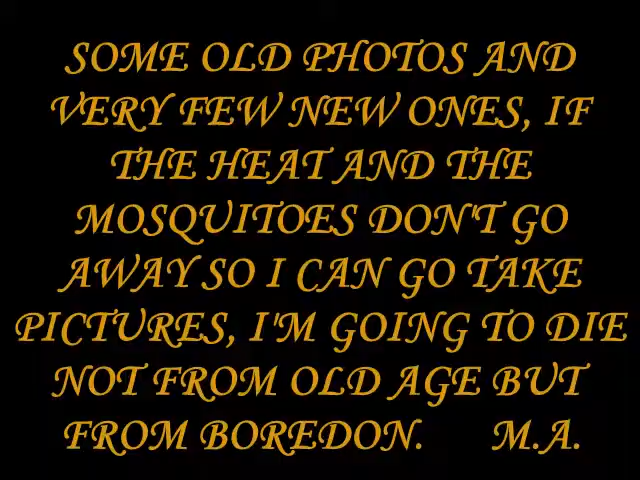 SOME OLD PHOTOS AND
VERY FEW NEW ONES, IF
THE HEAT AND THE
MOSQUITOES DON'T GO
AWAY SO I CAN GO TAKE
PICTURES, I'M GOING TO DIE
NOT FROM OLD AGE BUT
FROM BOREDON. M.A.